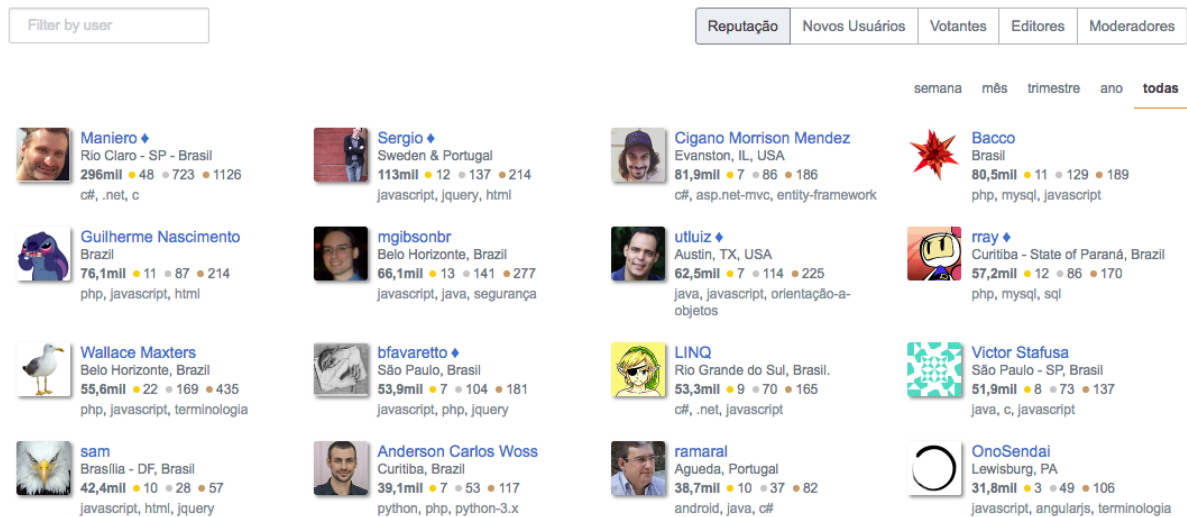 Filter by user
Reputação Novos Usuários Votantes Editores Moderadores
semana mês trimestre ano todas
Maniero ♦
Rio Claro - SP - Brasil
296mil ● 48 ● 723 ● 1126
c#, .net, c
Sergio ♦
Sweden & Portugal
113mil ● 12 ● 137 ● 214
javascript, jquery, html
Cigano Morrison Mendez
Evanston, IL, USA
81,9mil ● 7 ● 86 ● 186
c#, asp.net-mvc, entity-framework
Bacco
Brasil
80,5mil ● 11 ● 129 ● 189
php, mysql, javascript
Guilherme Nascimento
Brazil
76,1mil ● 11 ● 87 ● 214
php, javascript, html
mgibsonbr
Belo Horizonte, Brazil
66,1mil ● 13 ● 141 ● 277
javascript, java, segurança
utluiz ♦
Austin, TX, USA
62,5mil ● 7 ● 114 ● 225
java, javascript, orientação-a-
objetos
rray ♦
Curitiba - State of Paraná, Brazil
57,2mil ● 12 ● 86 ● 170
php, mysql, sql
Wallace Maxters
Belo Horizonte, Brazil
55,6mil ● 22 ● 169 ● 435
php, javascript, terminologia
bfavaretto ♦
São Paulo, Brasil
53,9mil ● 7 ● 104 ● 181
javascript, php, jquery
LINQ
Rio Grande do Sul, Brasil.
53,3mil ● 9 ● 70 ● 165
c#, .net, javascript
Victor Stafusa
São Paulo - SP, Brasil
51,9mil ● 8 ● 73 ● 137
java, c, javascript
sam
Brasília - DF, Brasil
42,4mil ● 10 ● 28 ● 57
javascript, html, jquery
Anderson Carlos Woss
Curitiba, Brazil
39,1mil ● 7 ● 53 ● 117
python, php, python-3.x
ramaral
Agueda, Portugal
38,7mil ● 10 ● 37 ● 82
android, java, c#
OnoSendai
Lewisburg, PA
31,8mil ● 3 ● 49 ● 106
javascript, angularjs, terminologia